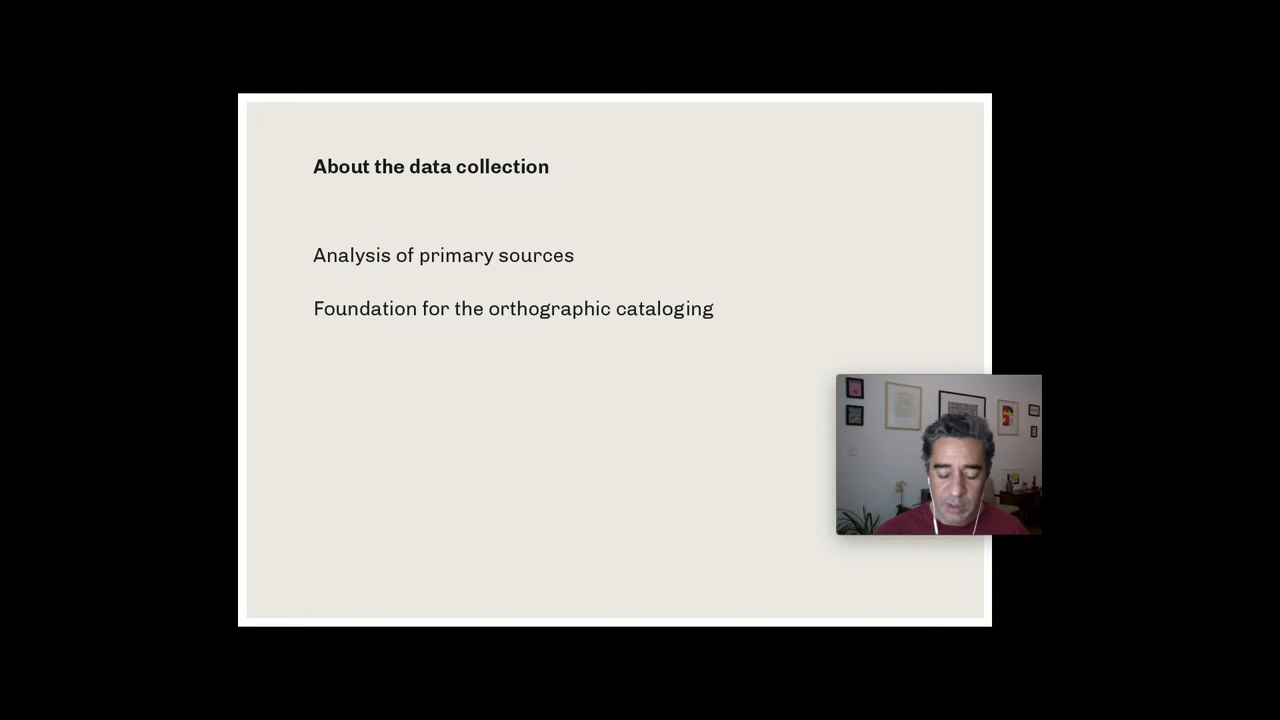 About the data collection
Analysis of primary sources
Foundation for the orthographic cataloging